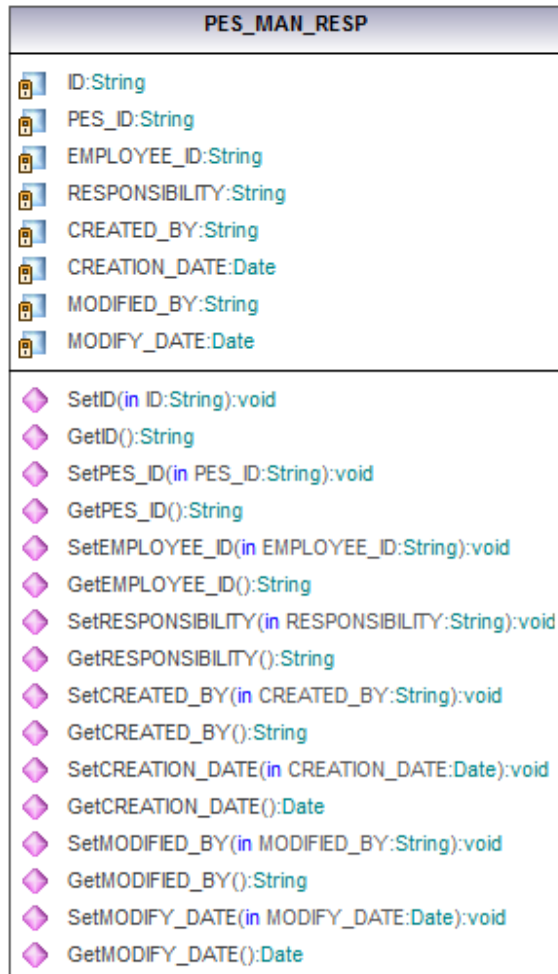 PES_MAN_RESP
ID:String
PES_ID:String
EMPLOYEE_ID:String
RESPONSIBILITY:String
CREATED_BY:String
CREATION_DATE:Date
MODIFIED_BY:String
MODIFY_DATE:Date
SetID(in ID:String):void
GetID():String
SetPES_ID(in PES_ID:String):void
GetPES_ID():String
SetEMPLOYEE_ID(in EMPLOYEE_ID:String):void
GetEMPLOYEE_ID():String
SetRESPONSIBILITY(in RESPONSIBILITY:String):void
GetRESPONSIBILITY():String
SetCREATED_BY(in CREATED_BY:String):void
GetCREATED_BY():String
SetCREATION_DATE(in CREATION_DATE:Date):void
GetCREATION_DATE():Date
SetMODIFIED_BY(in MODIFIED_BY:String):void
GetMODIFIED_BY():String
SetMODIFY_DATE(in MODIFY_DATE:Date):void
GetMODIFY_DATE():Date